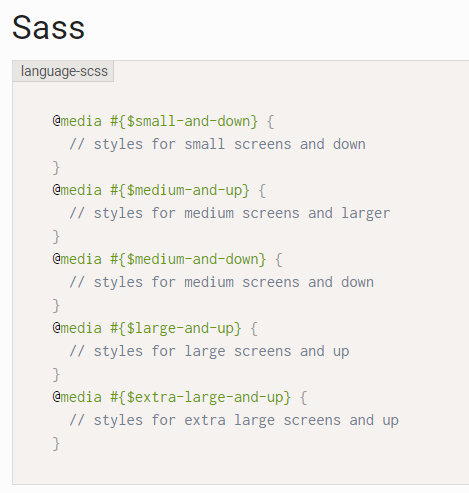 Sass
language-scss
@media #{$small-and-down} {
// styles for small screens and down
}
@media #{$medium-and-up} {
// styles for medium screens and larger
}
@media #{$medium-and-down} {
// styles for medium screens and down
}
@media #{$large-and-up} {
// styles for large screens and up
}
@media #{$extra-large-and-up} {
// styles for extra large screens and up
}